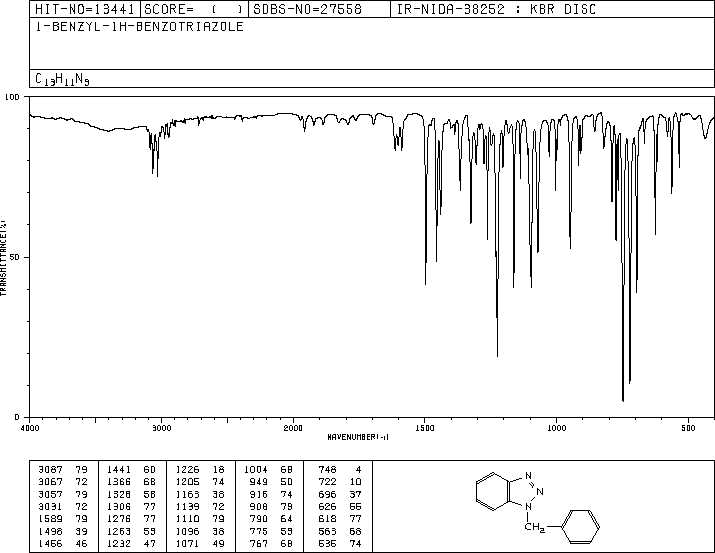 HIT-NO=13441 SCORE= ( ) SDBS-NO=27558 IR-NIDA-38252 : KBR DISC
1-BENZYL-1H-BENZOTRIAZOLE
C13H11N3
100
TRANSMITTANCE(%)
50
0
4000 3000 2000 1500 1000 500
WAVENUMBER(-1)
3087 79 1441 60 1226 18 1004 68 748 4
3067 72 1366 68 1205 74 949 50 722 10
3057 79 1328 58 1163 38 916 74 696 37
3031 72 1306 77 1139 72 908 79 626 55
1589 79 1276 77 1110 79 790 64 618 77
1498 39 1263 53 1096 38 775 53 563 68
1456 46 1232 47 1071 49 767 68 535 74
N
N
N
CH2